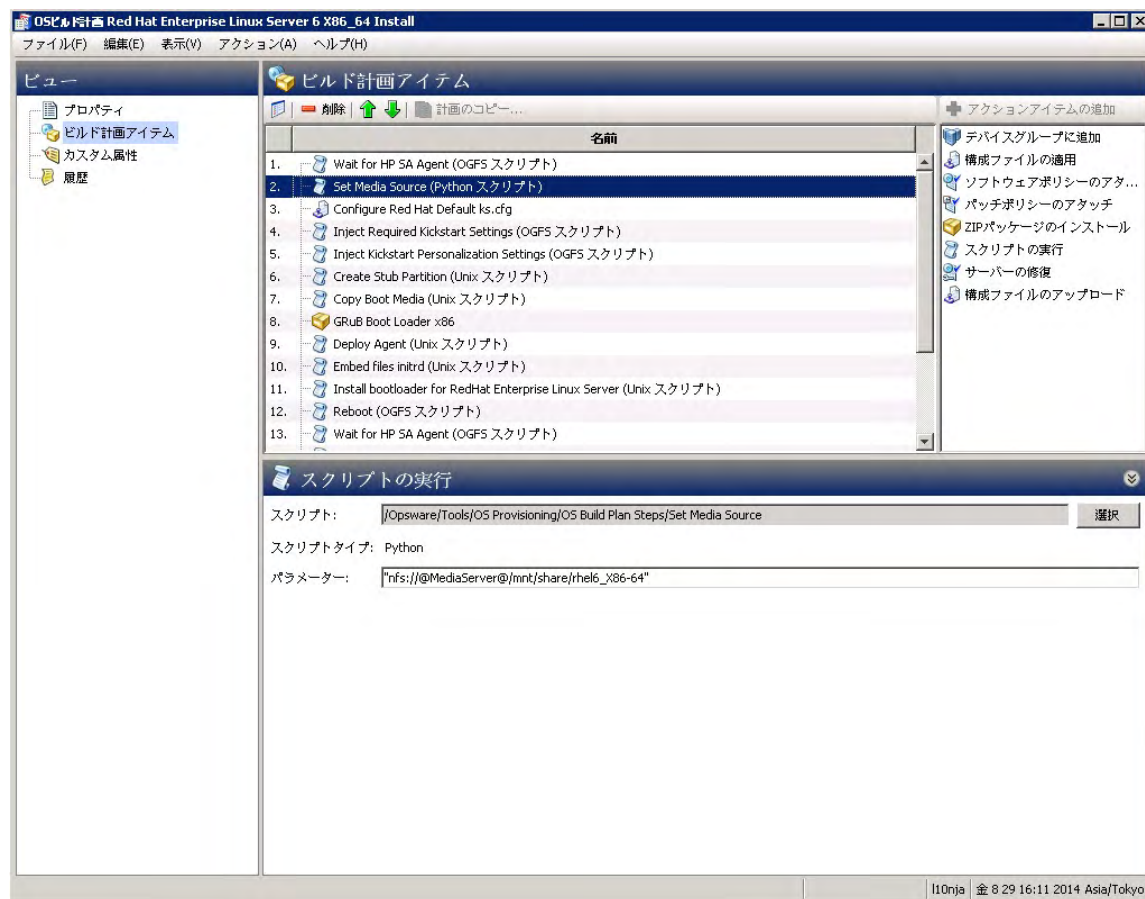 OSビルド計画 Red Hat Enterprise Linux Server 6 X86_64 Install
ファイル(F) 編集(E) 表示(V) アクション(A) ヘルプ(H)
ビュー
プロパティ
ビルド計画アイテム
カスタム属性
履歴
ビルド計画アイテム
削除 計画のコピー...
名前
1. Wait for HP SA Agent (OGFS スクリプト)
2. Set Media Source (Python スクリプト)
3. Configure Red Hat Default ks.cfg
4. Inject Required Kickstart Settings (OGFS スクリプト)
5. Inject Kickstart Personalization Settings (OGFS スクリプト)
6. Create Stub Partition (Unix スクリプト)
7. Copy Boot Media (Unix スクリプト)
8. GRuB Boot Loader x86
9. Deploy Agent (Unix スクリプト)
10. Embed files initrd (Unix スクリプト)
11. Install bootloader for RedHat Enterprise Linux Server (Unix スクリプト)
12. Reboot (OGFS スクリプト)
13. Wait for HP SA Agent (OGFS スクリプト)
アクションアイテムの追加
デバイスグループに追加
構成ファイルの適用
ソフトウェアポリシーのアタ...
パッチポリシーのアタッチ
ZIPパッケージのインストール
スクリプトの実行
サーバーの修復
構成ファイルのアップロード
スクリプトの実行
スクリプト: /Opsware/Tools/OS Provisioning/OS Build Plan Steps/Set Media Source 選択
スクリプトタイプ: Python
パラメーター: "nfs://@MediaServer@/mnt/share/rhel6_X86-64"
l10nja 金 8 29 16:11 2014 Asia/Tokyo